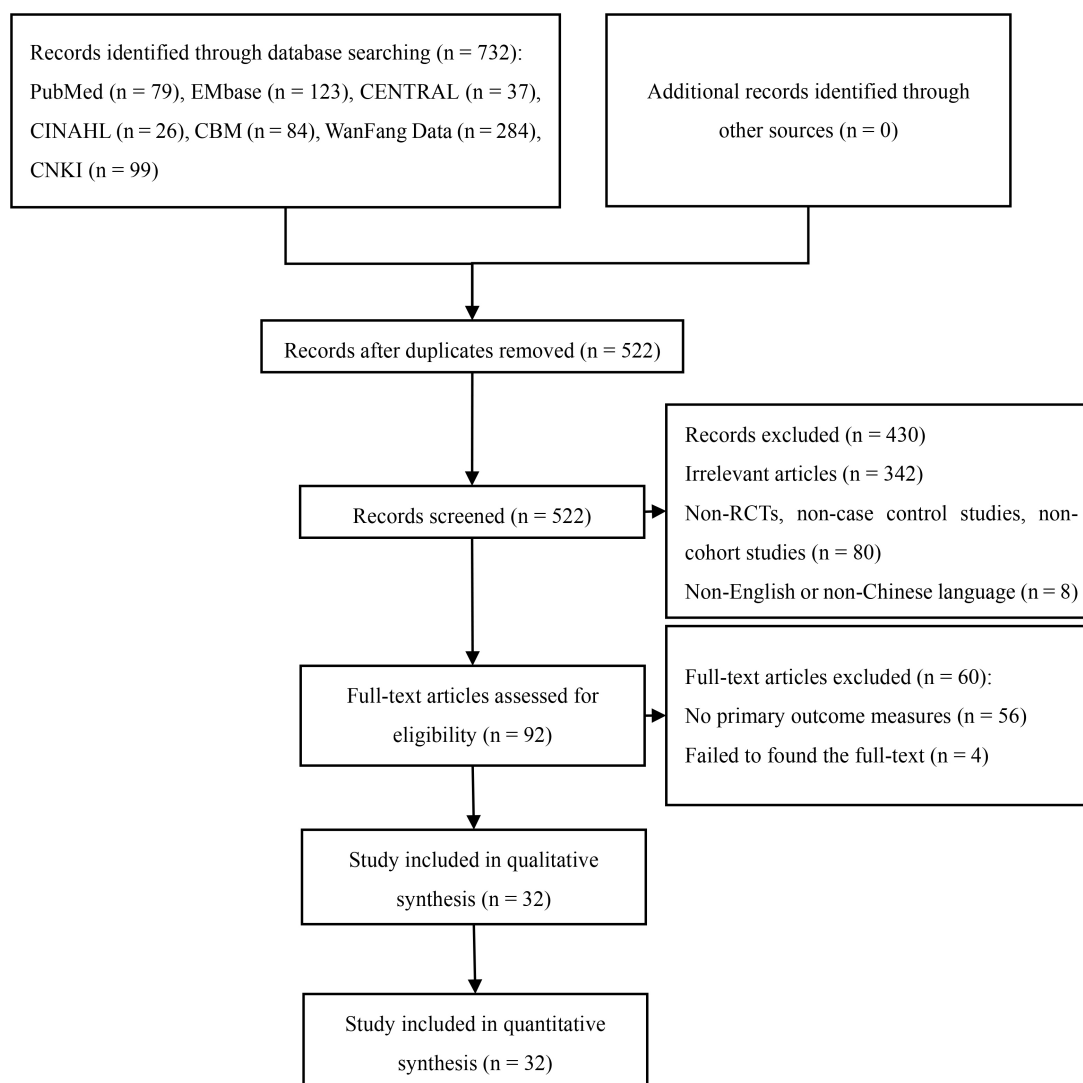 Records identified through database searching (n = 732):
PubMed (n = 79), EMbase (n = 123), CENTRAL (n = 37),
CINAHL (n = 26), CBM (n = 84), WanFang Data (n = 284),
CNKI (n = 99)
Additional records identified through
other sources (n = 0)
Records after duplicates removed (n = 522)
Records screened (n = 522)
Records excluded (n = 430)
Irrelevant articles (n = 342)
Non-RCTs, non-case control studies, non-
cohort studies (n = 80)
Non-English or non-Chinese language (n = 8)
Full-text articles assessed for
eligibility (n = 92)
Full-text articles excluded (n = 60):
No primary outcome measures (n = 56)
Failed to found the full-text (n = 4)
Study included in qualitative
synthesis (n = 32)
Study included in quantitative
synthesis (n = 32)